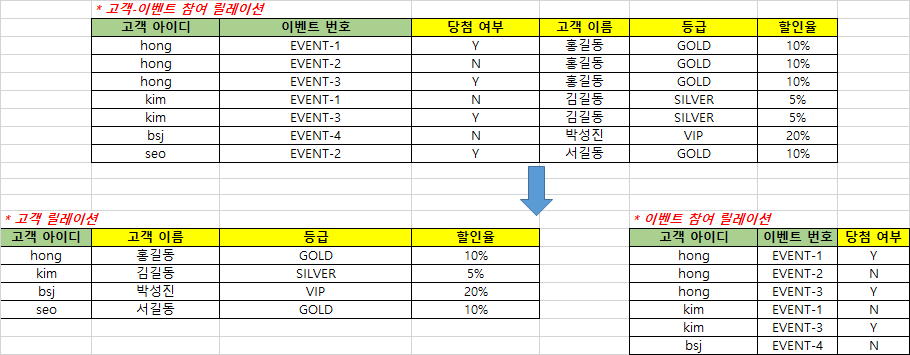 * 고객-이벤트 참여 릴레이션
고객 아이디 이벤트 번호 당첨 여부 고객 이름 등급 할인율
hong EVENT-1 Y 홍길동 GOLD 10%
hong EVENT-2 N 홍길동 GOLD 10%
hong EVENT-3 Y 홍길동 GOLD 10%
kim EVENT-1 N 김길동 SILVER 5%
kim EVENT-3 Y 김길동 SILVER 5%
bsj EVENT-4 N 박성진 VIP 20%
seo EVENT-2 Y 서길동 GOLD 10%
* 고객 릴레이션
고객 아이디 고객 이름 등급 할인율
hong 홍길동 GOLD 10%
kim 김길동 SILVER 5%
bsj 박성진 VIP 20%
seo 서길동 GOLD 10%
* 이벤트 참여 릴레이션
고객 아이디 이벤트 번호 당첨 여부
hong EVENT-1 Y
hong EVENT-2 N
hong EVENT-3 Y
kim EVENT-1 N
kim EVENT-3 Y
bsj EVENT-4 N